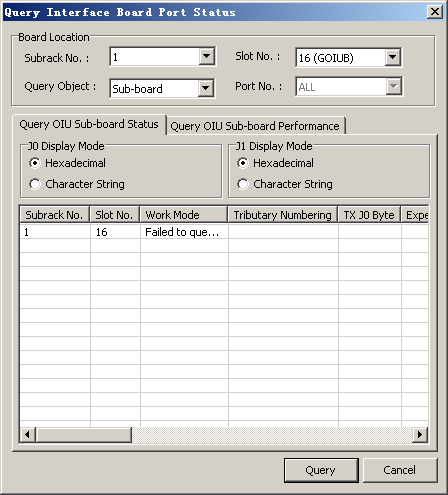 Query Interface Board Port Status
Board Location
Subrack No. : 1 Slot No. : 16 (GOIUB)
Query Object : Sub-board Port No. : ALL
Query OIU Sub-board Status Query OIU Sub-board Performance
J0 Display Mode J1 Display Mode
Hexadecimal Hexadecimal
Character String Character String
Subrack No. Slot No. Work Mode Tributary Numbering TX J0 Byte Expe
1 16 Failed to que...
Query Cancel